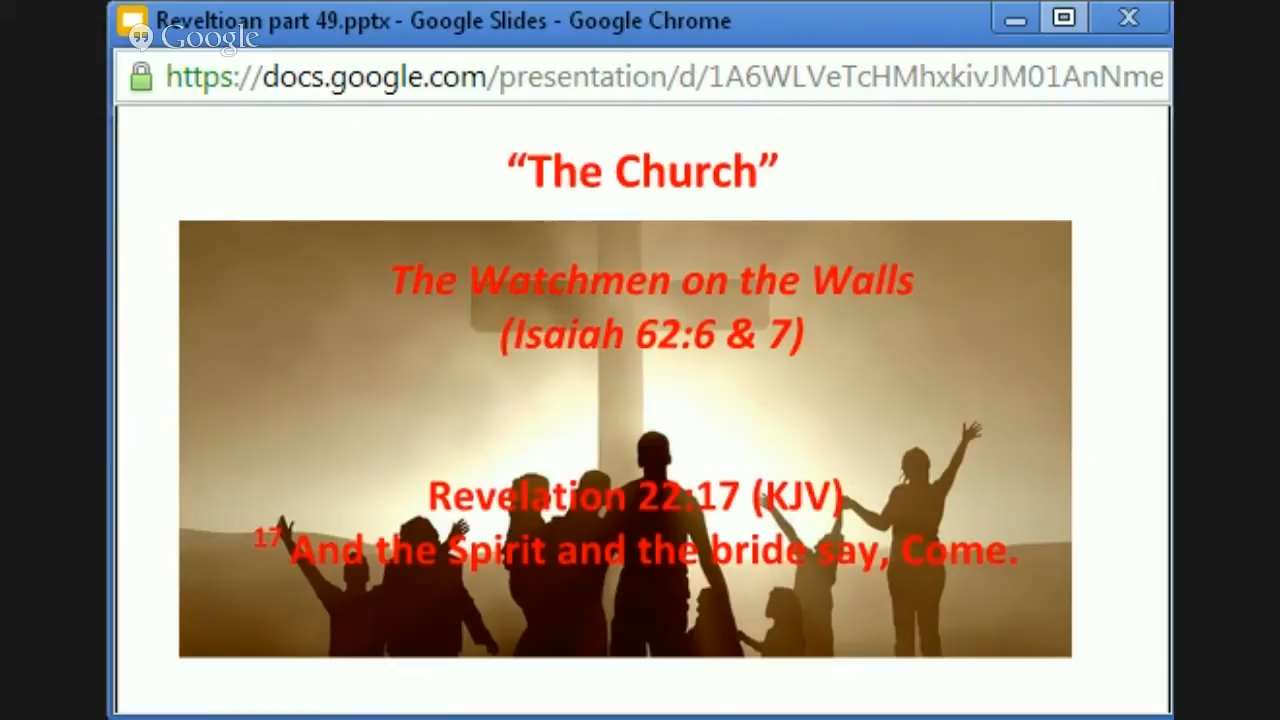 Reveltioan part 49.pptx - Google Slides - Google Chrome
Google
https://docs.google.com/presentation/d/1A6WLVeTcHMhxkivJM01AnNme
“The Church”
The Watchmen on the Walls
(Isaiah 62:6 & 7)
Revelation 22:17 (KJV)
17 And the Spirit and the bride say, Come.